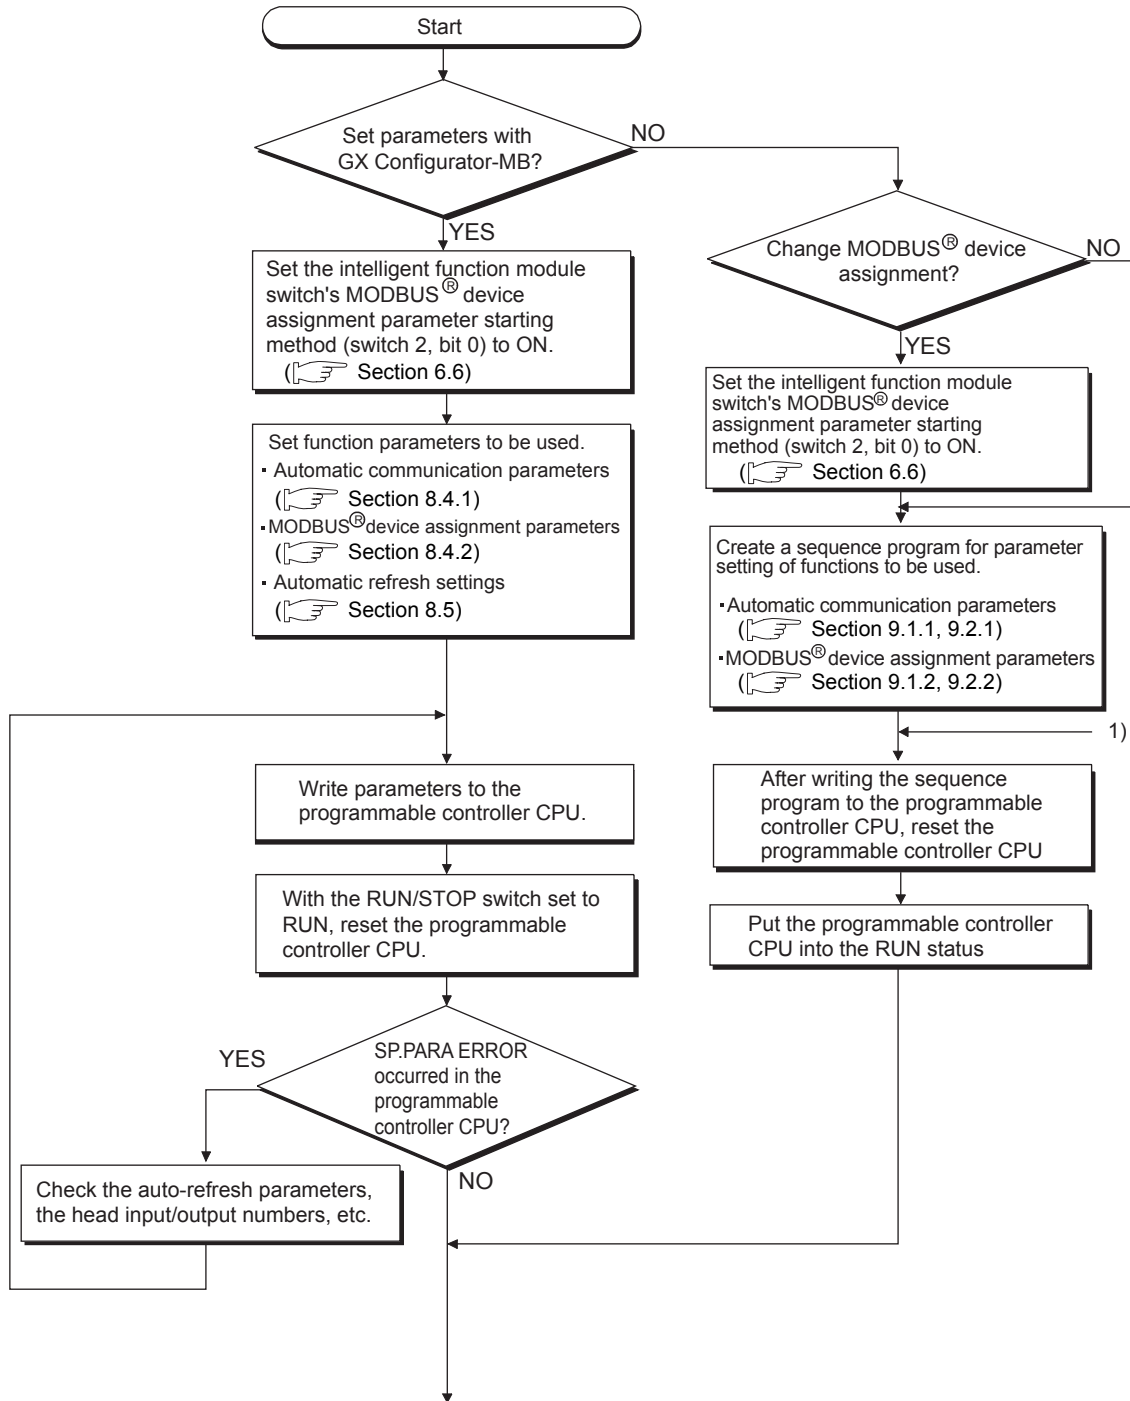 Start
Set parameters with
GX Configurator-MB?
NO
YES
Change MODBUS® device
assignment?
NO
YES
Set the intelligent function module
switch's MODBUS® device
assignment parameter starting
method (switch 2, bit 0) to ON.
(☞ Section 6.6)
Set the intelligent function module
switch's MODBUS® device
assignment parameter starting
method (switch 2, bit 0) to ON.
(☞ Section 6.6)
Set function parameters to be used.
▪ Automatic communication parameters
(☞ Section 8.4.1)
▪ MODBUS® device assignment parameters
(☞ Section 8.4.2)
▪ Automatic refresh settings
(☞ Section 8.5)
Create a sequence program for parameter
setting of functions to be used.
▪ Automatic communication parameters
(☞ Section 9.1.1, 9.2.1)
▪ MODBUS® device assignment parameters
(☞ Section 9.1.2, 9.2.2)
1)
Write parameters to the
programmable controller CPU.
After writing the sequence
program to the programmable
controller CPU, reset the
programmable controller CPU
With the RUN/STOP switch set to
RUN, reset the programmable
controller CPU.
Put the programmable controller
CPU into the RUN status
SP.PARA ERROR
occurred in the
programmable
controller CPU?
YES
NO
Check the auto-refresh parameters,
the head input/output numbers, etc.